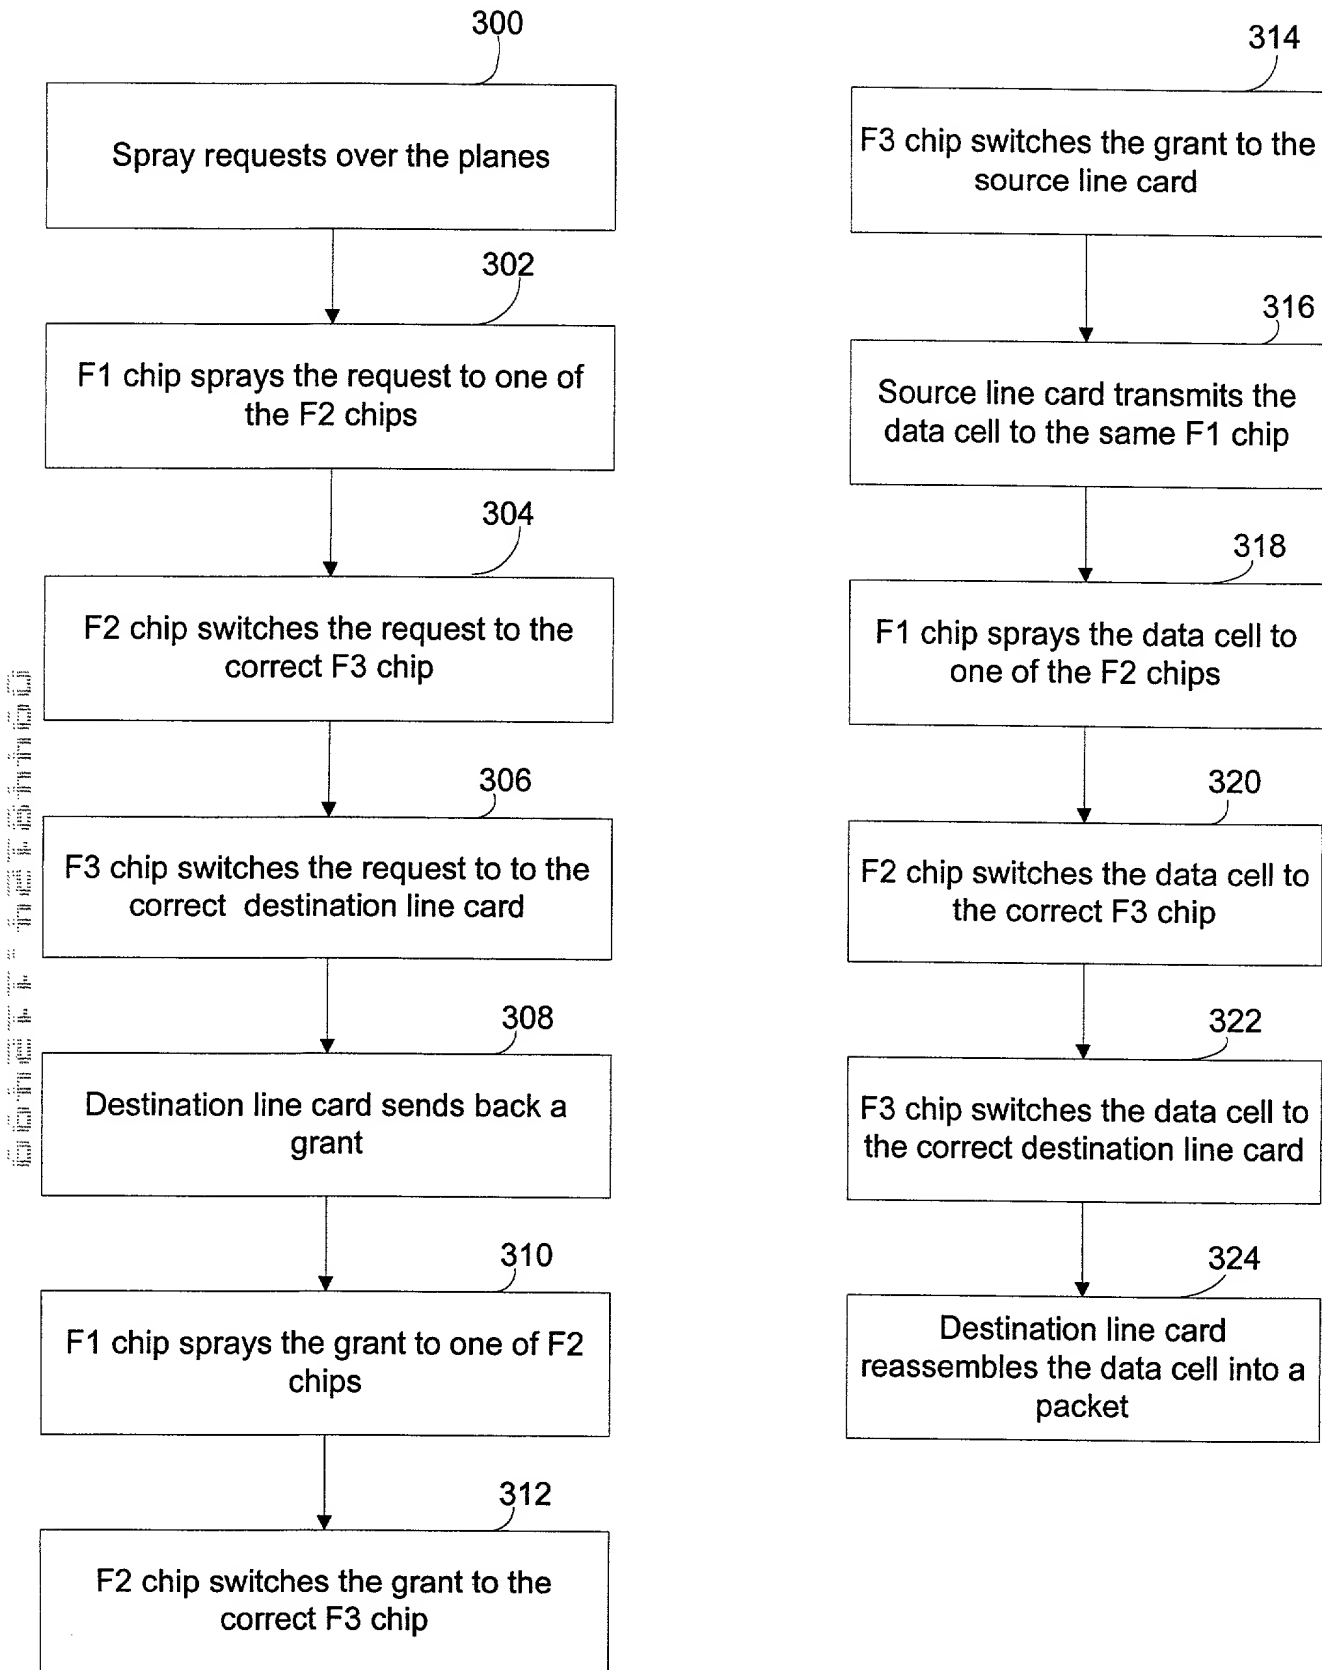 300
Spray requests over the planes
302
F1 chip sprays the request to one of
the F2 chips
304
F2 chip switches the request to the
correct F3 chip
306
F3 chip switches the request to to the
correct destination line card
308
Destination line card sends back a
grant
310
F1 chip sprays the grant to one of F2
chips
312
F2 chip switches the grant to the
correct F3 chip
314
F3 chip switches the grant to the
source line card
316
Source line card transmits the
data cell to the same F1 chip
318
F1 chip sprays the data cell to
one of the F2 chips
320
F2 chip switches the data cell to
the correct F3 chip
322
F3 chip switches the data cell to
the correct destination line card
324
Destination line card
reassembles the data cell into a
packet